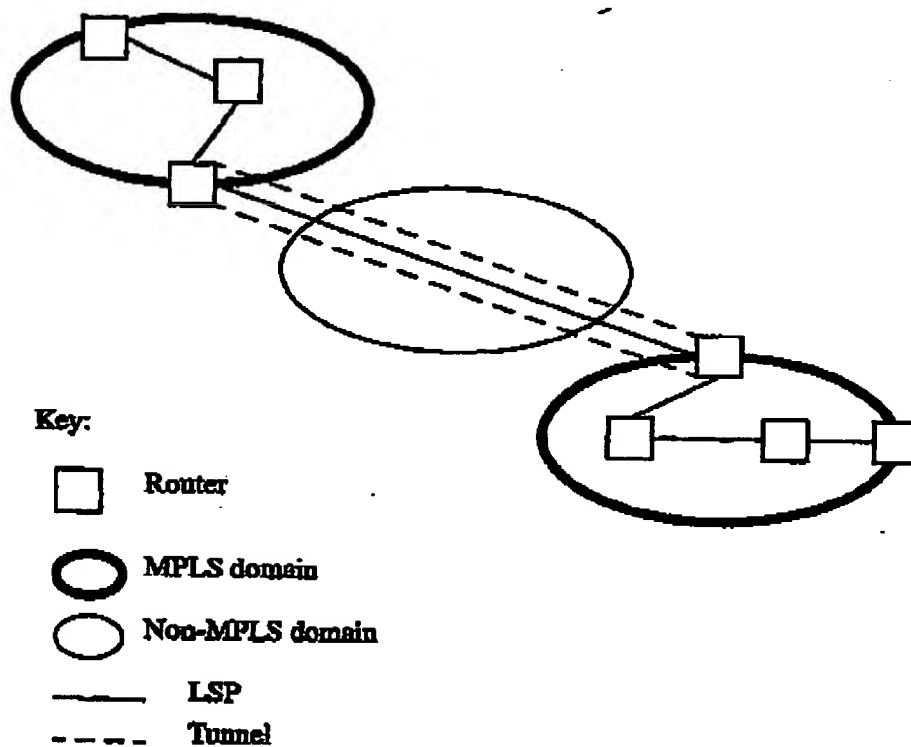 Key:
Router
MPLS domain
Non-MPLS domain
LSP
Tunnel